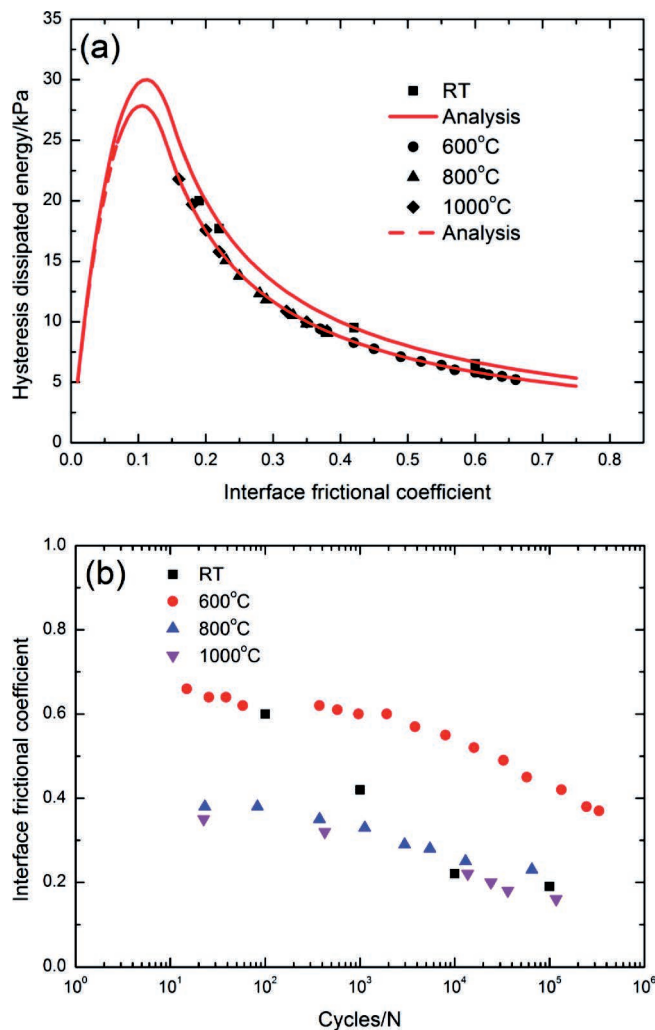 (a)
Hysteresis dissipated energy/kPa
35
30
25
20
15
10
5
0
RT
Analysis
600°C
800°C
1000°C
Analysis
0.0 0.1 0.2 0.3 0.4 0.5 0.6 0.7 0.8
Interface frictional coefficient
(b)
Interface frictional coefficient
1.0
0.8
0.6
0.4
0.2
0.0
RT
600°C
800°C
1000°C
10⁰ 10¹ 10² 10³ 10⁴ 10⁵ 10⁶
Cycles/N